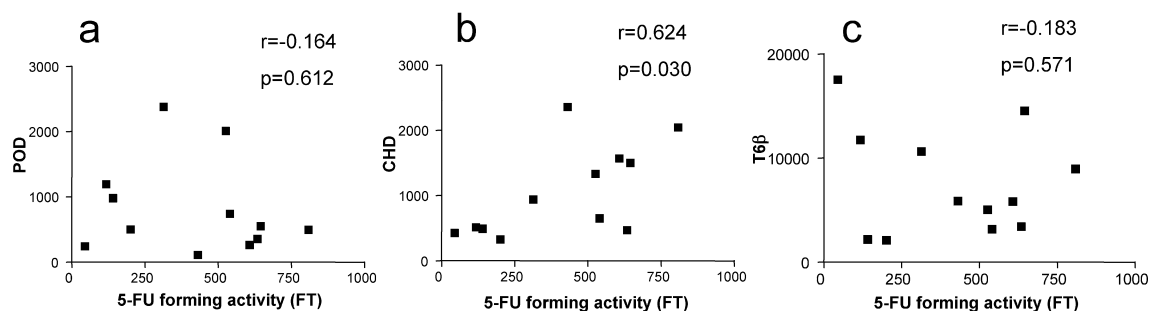 a
r=-0.164
p=0.612
3000
2000
1000
0
POD
0 250 500 750 1000
5-FU forming activity (FT)
b
r=0.624
p=0.030
3000
2000
1000
0
CHD
0 250 500 750 1000
5-FU forming activity (FT)
c
r=-0.183
p=0.571
20000
10000
0
T6β
0 250 500 750 1000
5-FU forming activity (FT)